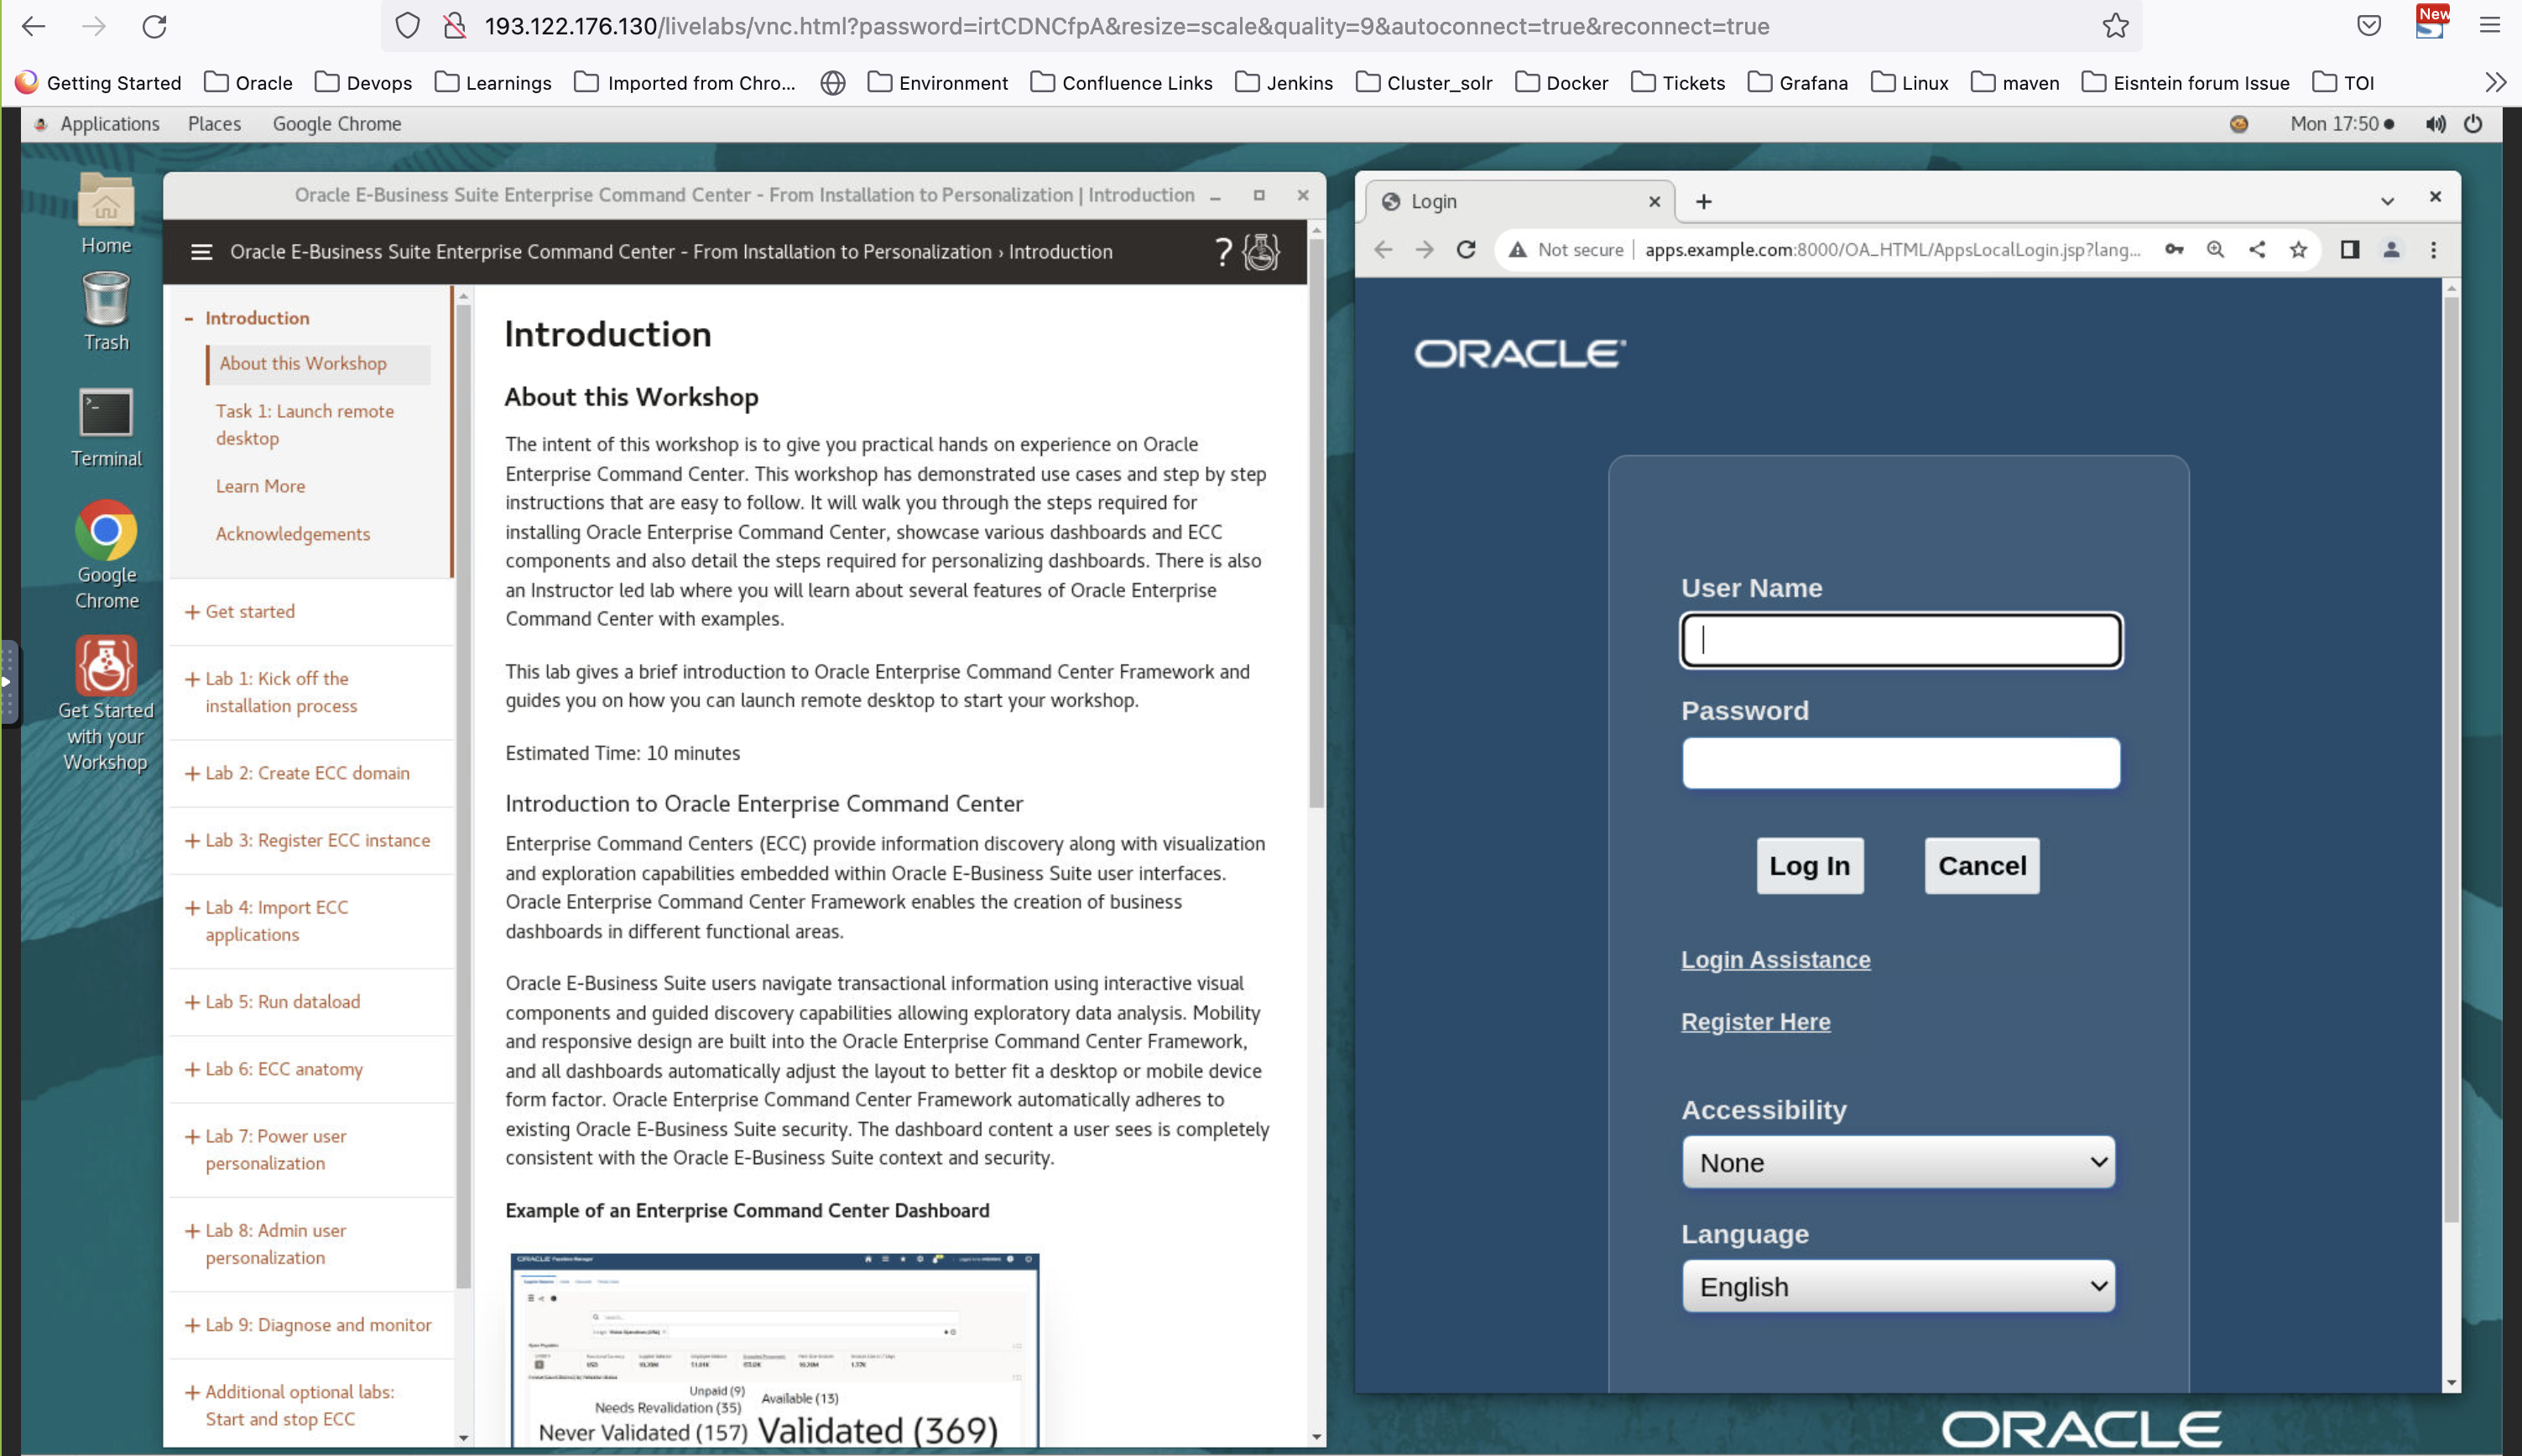 193.122.176.130/livelabs/vnc.html?password=irtCDNCfpA&resize=scale&quality=9&autoconnect=true&reconnect=true
New
Getting Started
Oracle
Devops
Learnings
Imported from Chro...
Environment
Confluence Links
Jenkins
Cluster_solr
Docker
Tickets
Grafana
Linux
maven
Eisntein forum Issue
TOI
Applications Places Google Chrome
Mon 17:50
Home
Trash
Terminal
Google
Chrome
Get Started
with your
Workshop
Oracle E-Business Suite Enterprise Command Center - From Installation to Personalization | Introduction
Oracle E-Business Suite Enterprise Command Center - From Installation to Personalization › Introduction
?
- Introduction
About this Workshop
Task 1: Launch remote
desktop
Learn More
Acknowledgements
+ Get started
+ Lab 1: Kick off the
installation process
+ Lab 2: Create ECC domain
+ Lab 3: Register ECC instance
+ Lab 4: Import ECC
applications
+ Lab 5: Run dataload
+ Lab 6: ECC anatomy
+ Lab 7: Power user
personalization
+ Lab 8: Admin user
personalization
+ Lab 9: Diagnose and monitor
+ Additional optional labs:
Start and stop ECC
Introduction
About this Workshop
The intent of this workshop is to give you practical hands on experience on Oracle
Enterprise Command Center. This workshop has demonstrated use cases and step by step
instructions that are easy to follow. It will walk you through the steps required for
installing Oracle Enterprise Command Center, showcase various dashboards and ECC
components and also detail the steps required for personalizing dashboards. There is also
an Instructor led lab where you will learn about several features of Oracle Enterprise
Command Center with examples.
This lab gives a brief introduction to Oracle Enterprise Command Center Framework and
guides you on how you can launch remote desktop to start your workshop.
Estimated Time: 10 minutes
Introduction to Oracle Enterprise Command Center
Enterprise Command Centers (ECC) provide information discovery along with visualization
and exploration capabilities embedded within Oracle E-Business Suite user interfaces.
Oracle Enterprise Command Center Framework enables the creation of business
dashboards in different functional areas.
Oracle E-Business Suite users navigate transactional information using interactive visual
components and guided discovery capabilities allowing exploratory data analysis. Mobility
and responsive design are built into the Oracle Enterprise Command Center Framework,
and all dashboards automatically adjust the layout to better fit a desktop or mobile device
form factor. Oracle Enterprise Command Center Framework automatically adheres to
existing Oracle E-Business Suite security. The dashboard content a user sees is completely
consistent with the Oracle E-Business Suite context and security.
Example of an Enterprise Command Center Dashboard
ORACLE
Unpaid (9) Available (13)
Needs Revalidation (35)
Never Validated (157) Validated (369)
Login
Not secure | apps.example.com:8000/OA_HTML/AppsLocalLogin.jsp?lang...
ORACLE
User Name
Password
Log In
Cancel
Login Assistance
Register Here
Accessibility
None
Language
English
ORACLE